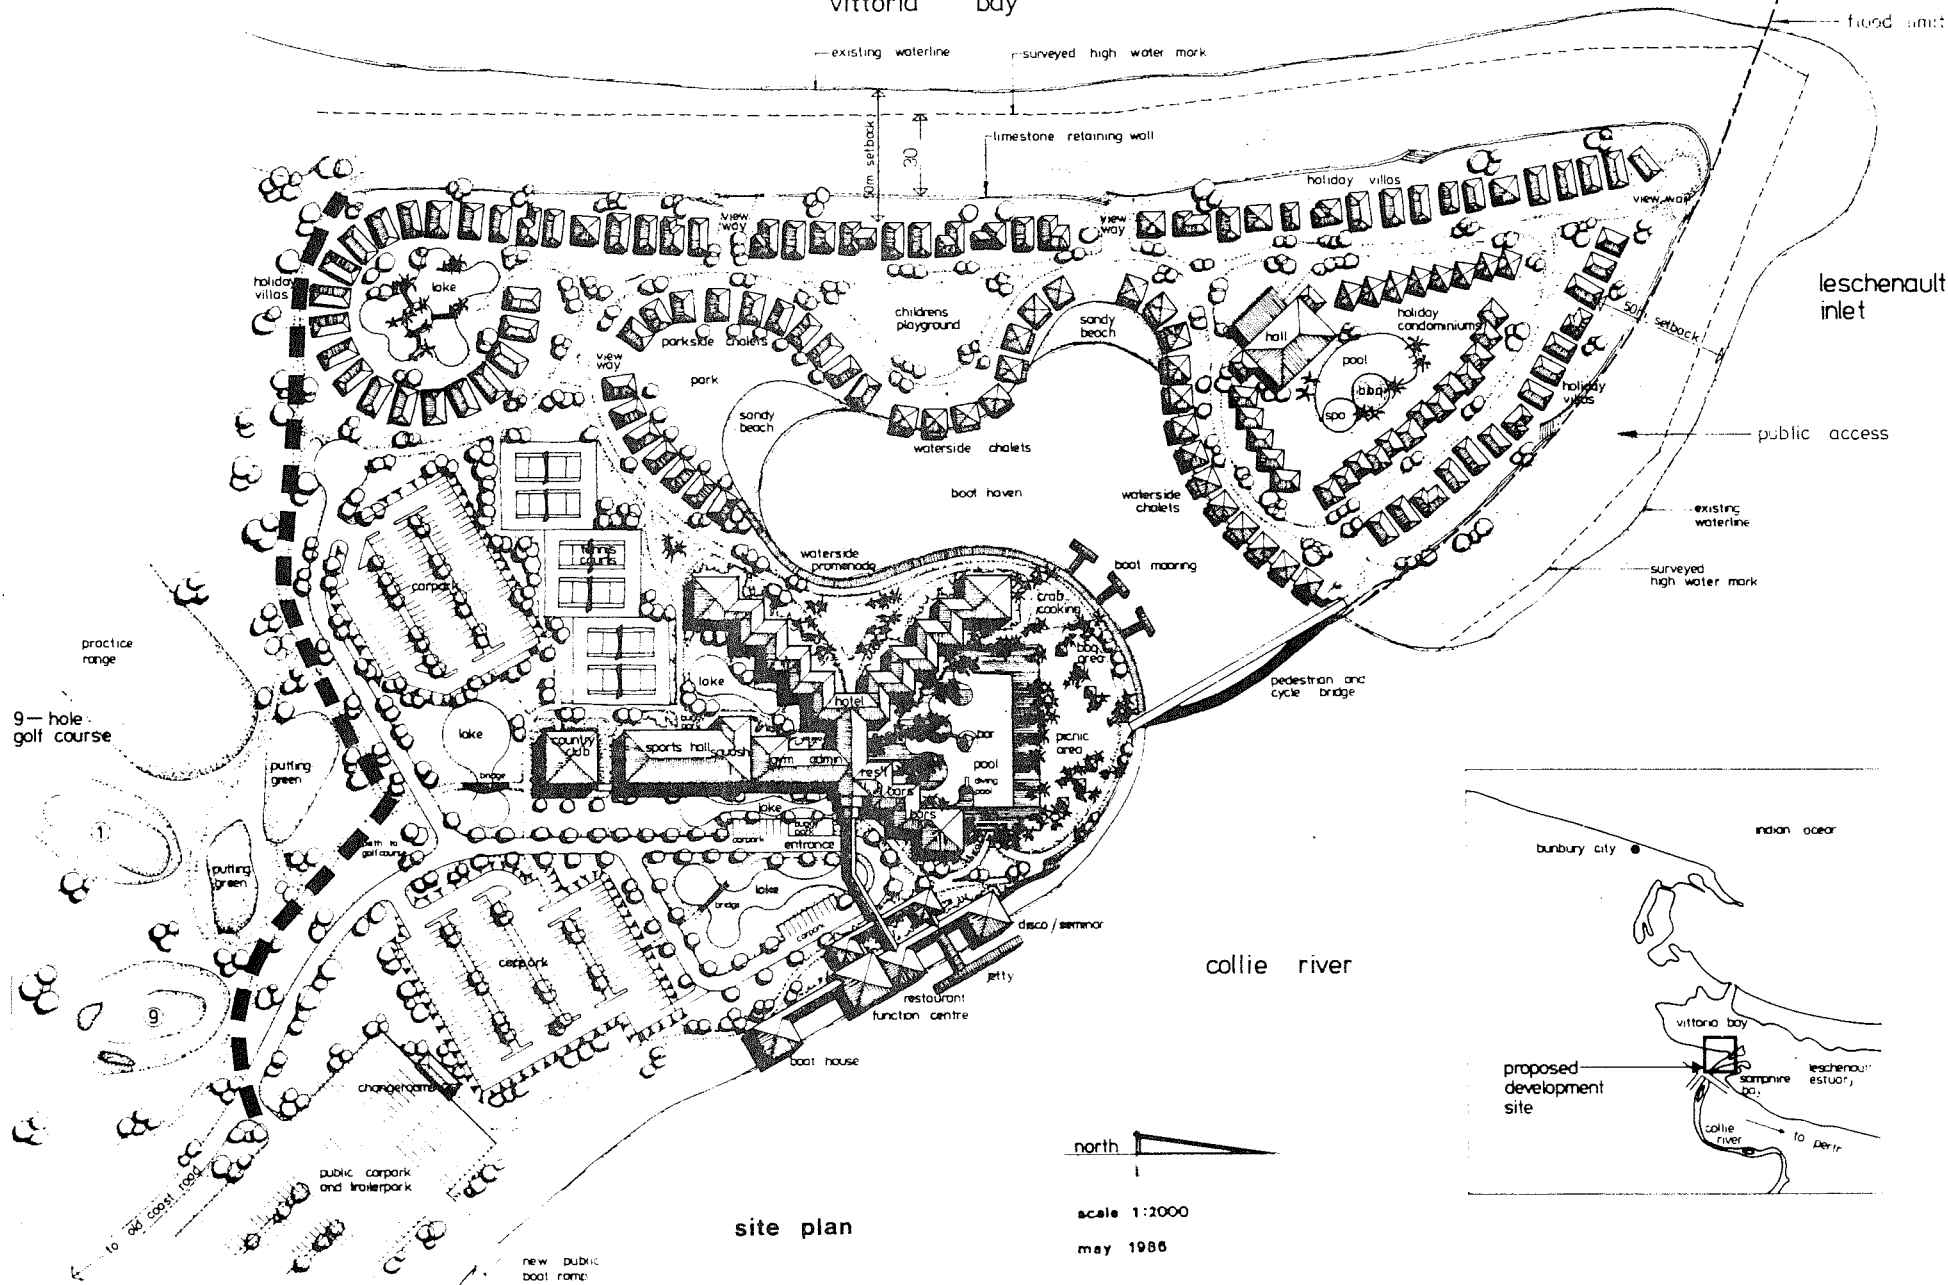 vittoria bay
flood limit
existing waterline
surveyed high water mark
50m setback
30
limestone retaining wall
holiday villas
view way
view way
view way
holiday
villas
lake
leschenault
inlet
50m setback
childrens
playground
sandy
beach
parkside chalets
holiday
condominiums
hall
pool
bbq
spa
view
way
park
sandy
beach
holiday
villas
public access
waterside chalets
boat haven
waterside
chalets
existing
waterline
tennis
courts
waterside
promenade
boat mooring
surveyed
high water mark
carpark
crab
cooking
practice
range
bbq
area
lake
pedestrian and
cycle bridge
hotel
9-hole
golf course
lake
country
club
sports hall
squash
gym
admin
bar
picnic
area
pool
diving
pool
rest
bars
bars
putting
green
bridge
lake
buggy
park
carpark
entrance
1
path to
golfcourse
putting
green
lake
bridge
carpark
disco/seminar
jetty
carpark
restaurant
function centre
9
boat house
changerooms
collie river
indian ocean
bunbury city
vittoria bay
proposed
development
site
samphire
bay
leschenault
estuary
collie
river
to perth
north
public carpark
and trailerpark
to old coast road
site plan
scale 1:2000
may 1986
new public
boat ramp